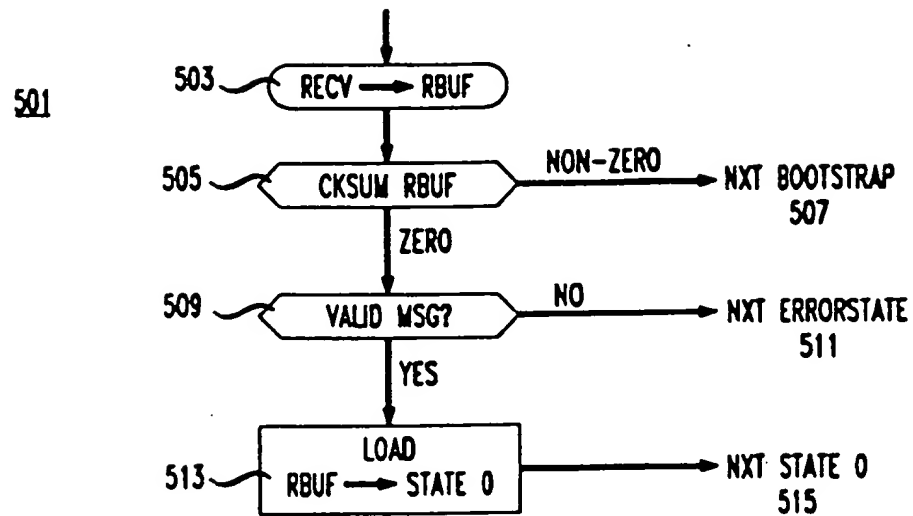 503
RECV → RBUF
501
505
CKSUM RBUF
NON-ZERO
NXT BOOTSTRAP
507
ZERO
509
VALID MSG?
NO
NXT ERRORSTATE
511
YES
LOAD
513
RBUF → STATE 0
NXT STATE 0
515